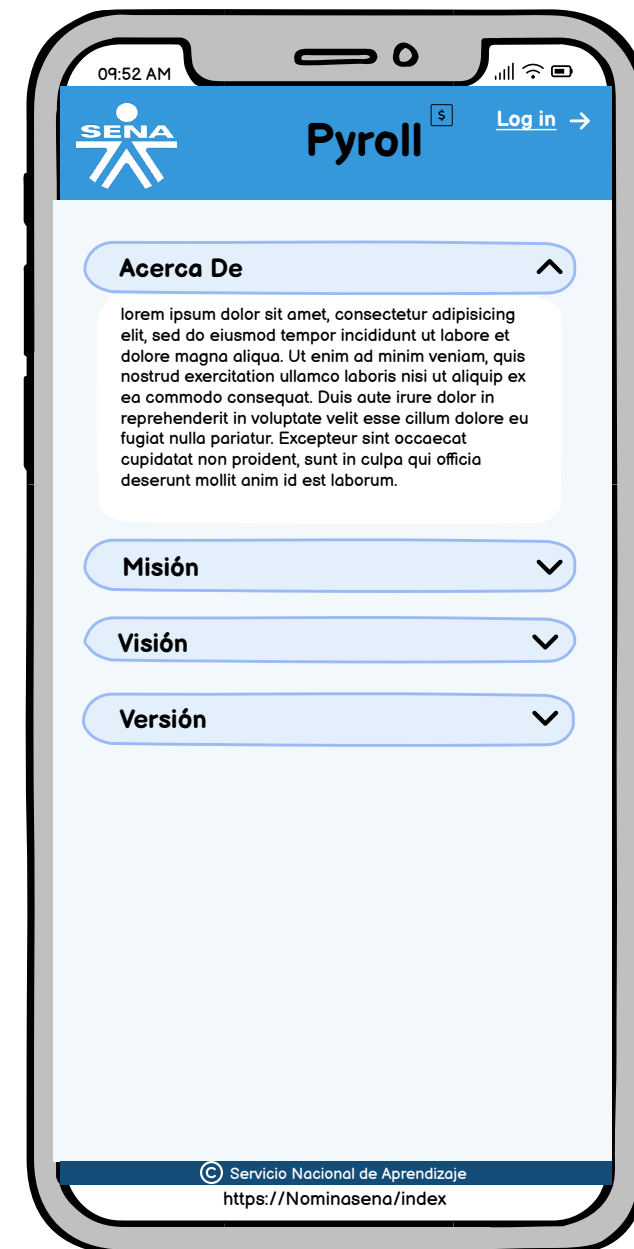 09:52 AM
SENA
Pyroll
$
Log in
Acerca De
lorem ipsum dolor sit amet, consectetur adipisicing
elit, sed do eiusmod tempor incididunt ut labore et
dolore magna aliqua. Ut enim ad minim veniam, quis
nostrud exercitation ullamco laboris nisi ut aliquip ex
ea commodo consequat. Duis aute irure dolor in
reprehenderit in voluptate velit esse cillum dolore eu
fugiat nulla pariatur. Excepteur sint occaecat
cupidatat non proident, sunt in culpa qui officia
deserunt mollit anim id est laborum.
Misión
Visión
Versión
© Servicio Nacional de Aprendizaje
https://Nominasena/index